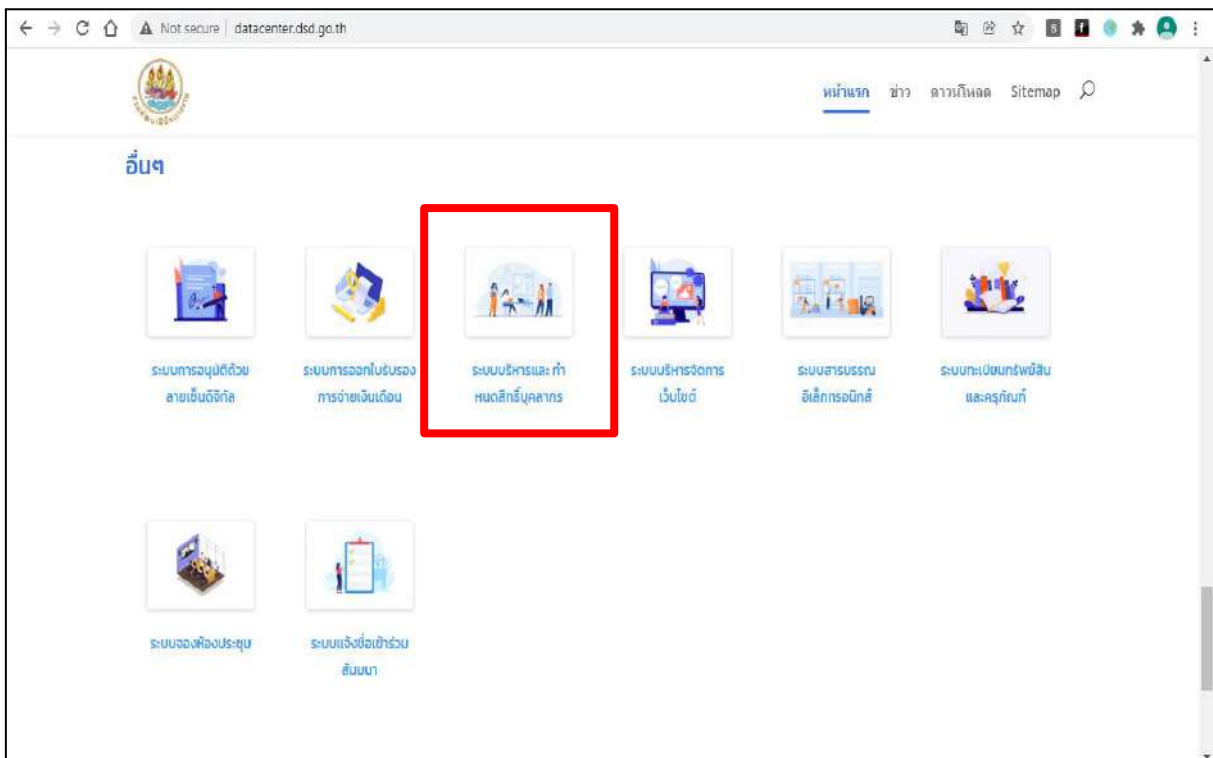 Not secure | datacenter.dsd.go.th
หน้าแรก ข่าว ดาวน์โหลด Sitemap
อื่นๆ
ระบบการอนุมัติด้วย ระบบการออกใบรับรอง ระบบบริหารและ กำ ระบบบริหารจัดการ ระบบสารบรรณ ระบบทะเบียนทรัพย์สิน
ลายเซ็นต์ดิจิทัล การจ่ายเงินเดือน หนดสิทธิ์บุคลากร เว็บไซต์ อิเล็กทรอนิกส์ และครุภัณฑ์
ระบบจองห้องประชุม ระบบแจ้งชื่อเข้าร่วม
สัมมนา